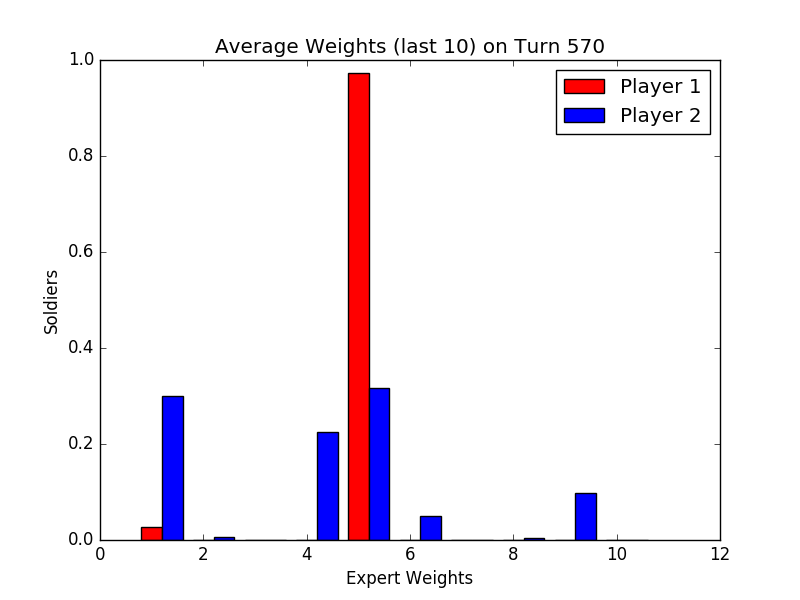 Average Weights (last 10) on Turn 570
Player 1
Player 2
1.0
0.8
0.6
0.4
0.2
0.0
Soldiers
0 2 4 6 8 10 12
Expert Weights